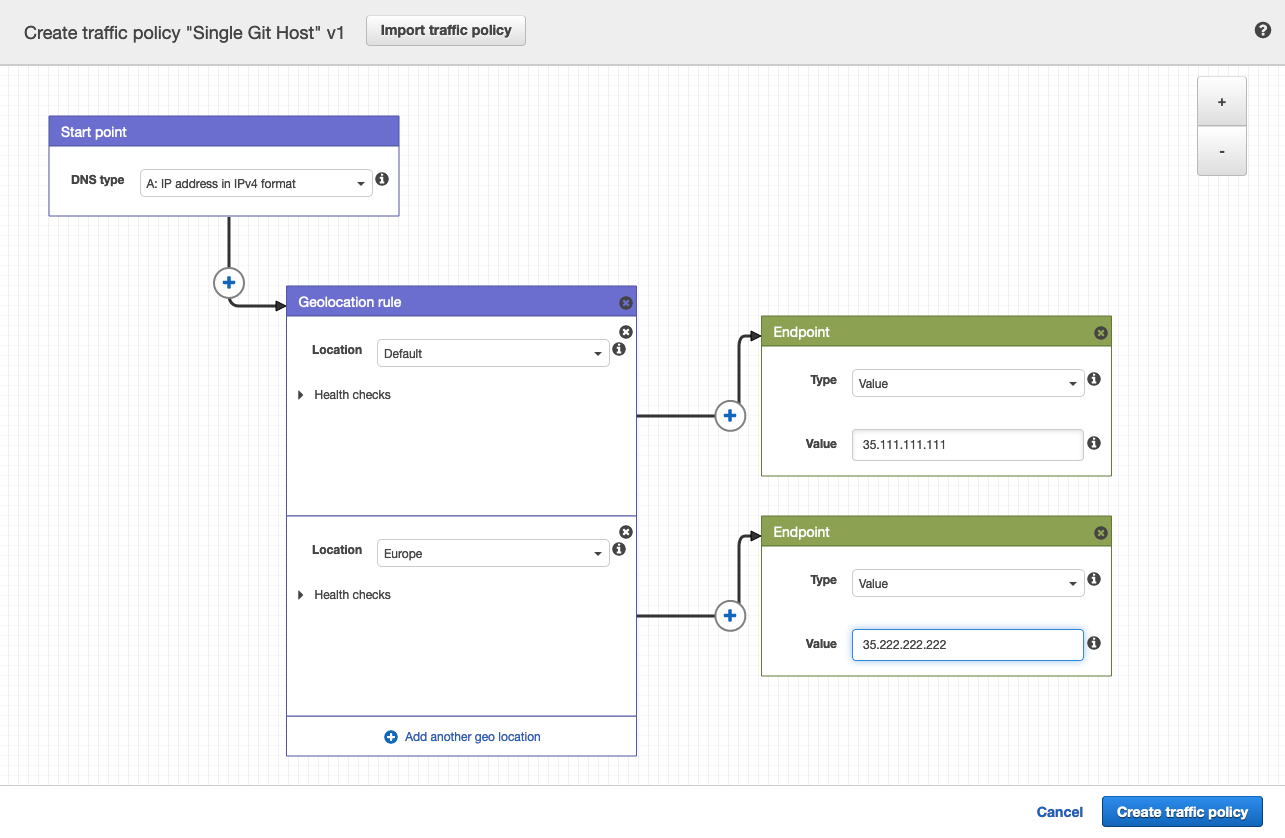 Create traffic policy "Single Git Host" v1
Import traffic policy
?
+
-
Start point
DNS type
A: IP address in IPv4 format
Geolocation rule
Location
Default
Health checks
Endpoint
Type
Value
Value
35.111.111.111
Location
Europe
Health checks
Endpoint
Type
Value
Value
35.222.222.222
Add another geo location
Cancel
Create traffic policy